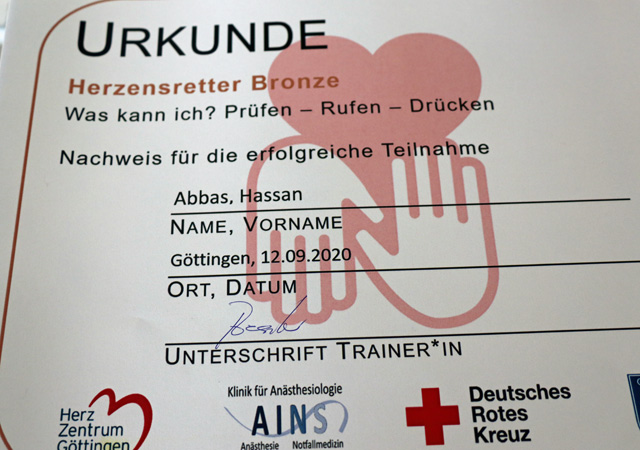 URKUNDE
Herzensretter Bronze
Was kann ich? Prüfen – Rufen – Drücken
Nachweis für die erfolgreiche Teilnahme
Abbas, Hassan
NAME, VORNAME
Göttingen, 12.09.2020
ORT, DATUM
UNTERSCHRIFT TRAINER*IN
Herz
Zentrum
Göttingen
Klinik für Anästhesiologie
AINS
Anästhesie Notfallmedizin
Deutsches
Rotes
Kreuz